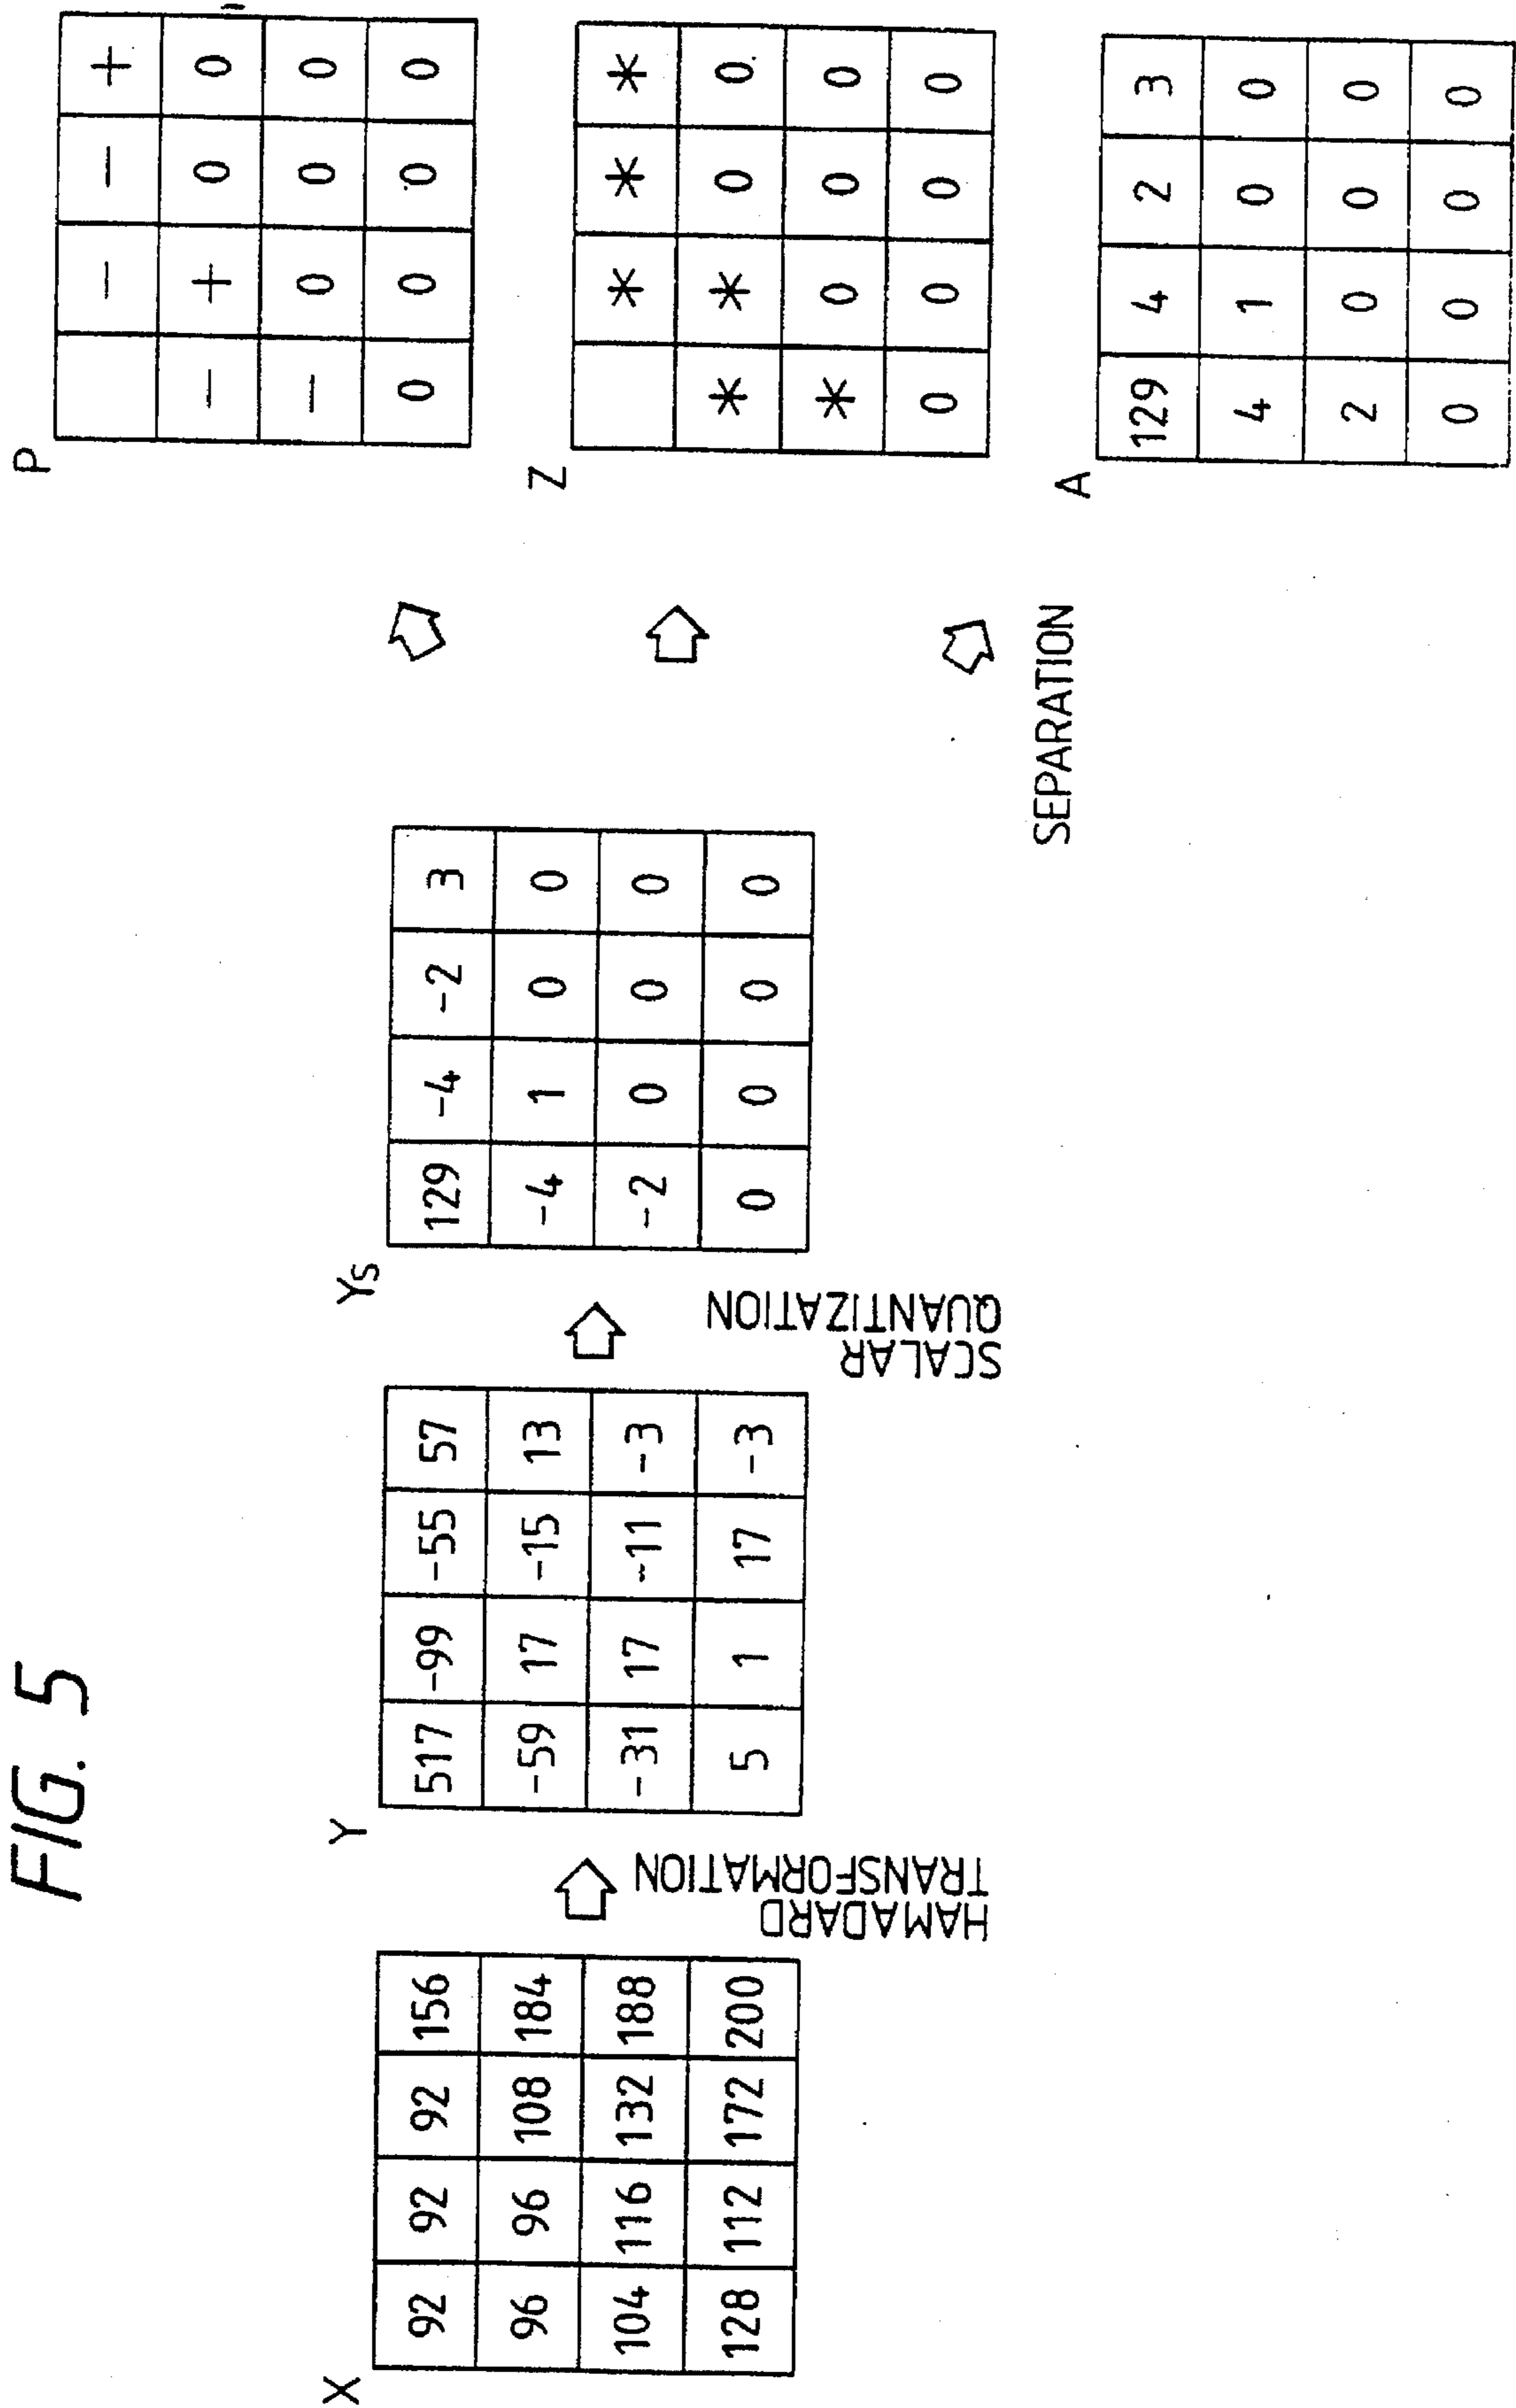 FIG. 5
X
92 92 92 156
96 96 108 184
104 116 132 188
128 112 172 200
HAMADARD
TRANSFORMATION
Y
517 -99 -55 57
-59 17 -15 13
-31 17 -11 -3
5 1 17 -3
SCALAR
QUANTIZATION
Ys
129 -4 -2 3
-4 1 0 0
-2 0 0 0
0 0 0 0
SEPARATION
P
− − +
− + 0 0
− 0 0 0
0 0 0 0
Z
* * *
* * 0 0
* 0 0 0
0 0 0 0
A
129 4 2 3
4 1 0 0
2 0 0 0
0 0 0 0